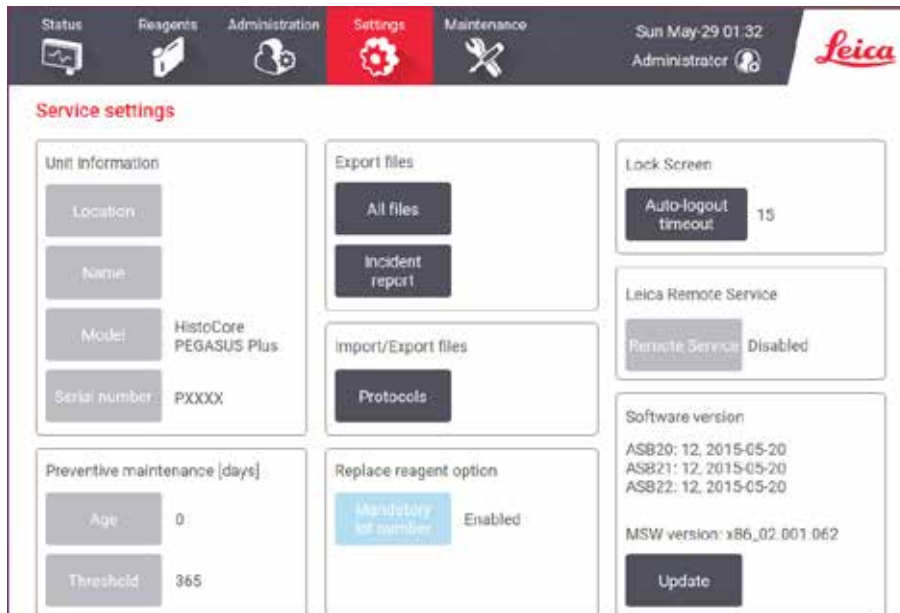 Status
Reagents
Administration
Settings
Maintenance
Sun May-29 01:32
Administrator
Leica
Service settings
Unit Information
Location
Name
Model
HistoCore
PEGASUS Plus
Serial number
PXXXX
Preventive maintenance [days]
Age
0
Threshold
365
Export files
All files
Incident
report
Import/Export files
Protocols
Replace reagent option
Mandatory
lot number
Enabled
Lock Screen
Auto-logout
timeout
15
Leica Remote Service
Remote Service
Disabled
Software version
ASB20: 12, 2015-05-20
ASB21: 12, 2015-05-20
ASB22: 12, 2015-05-20
MSW version: x86_02.001.062
Update